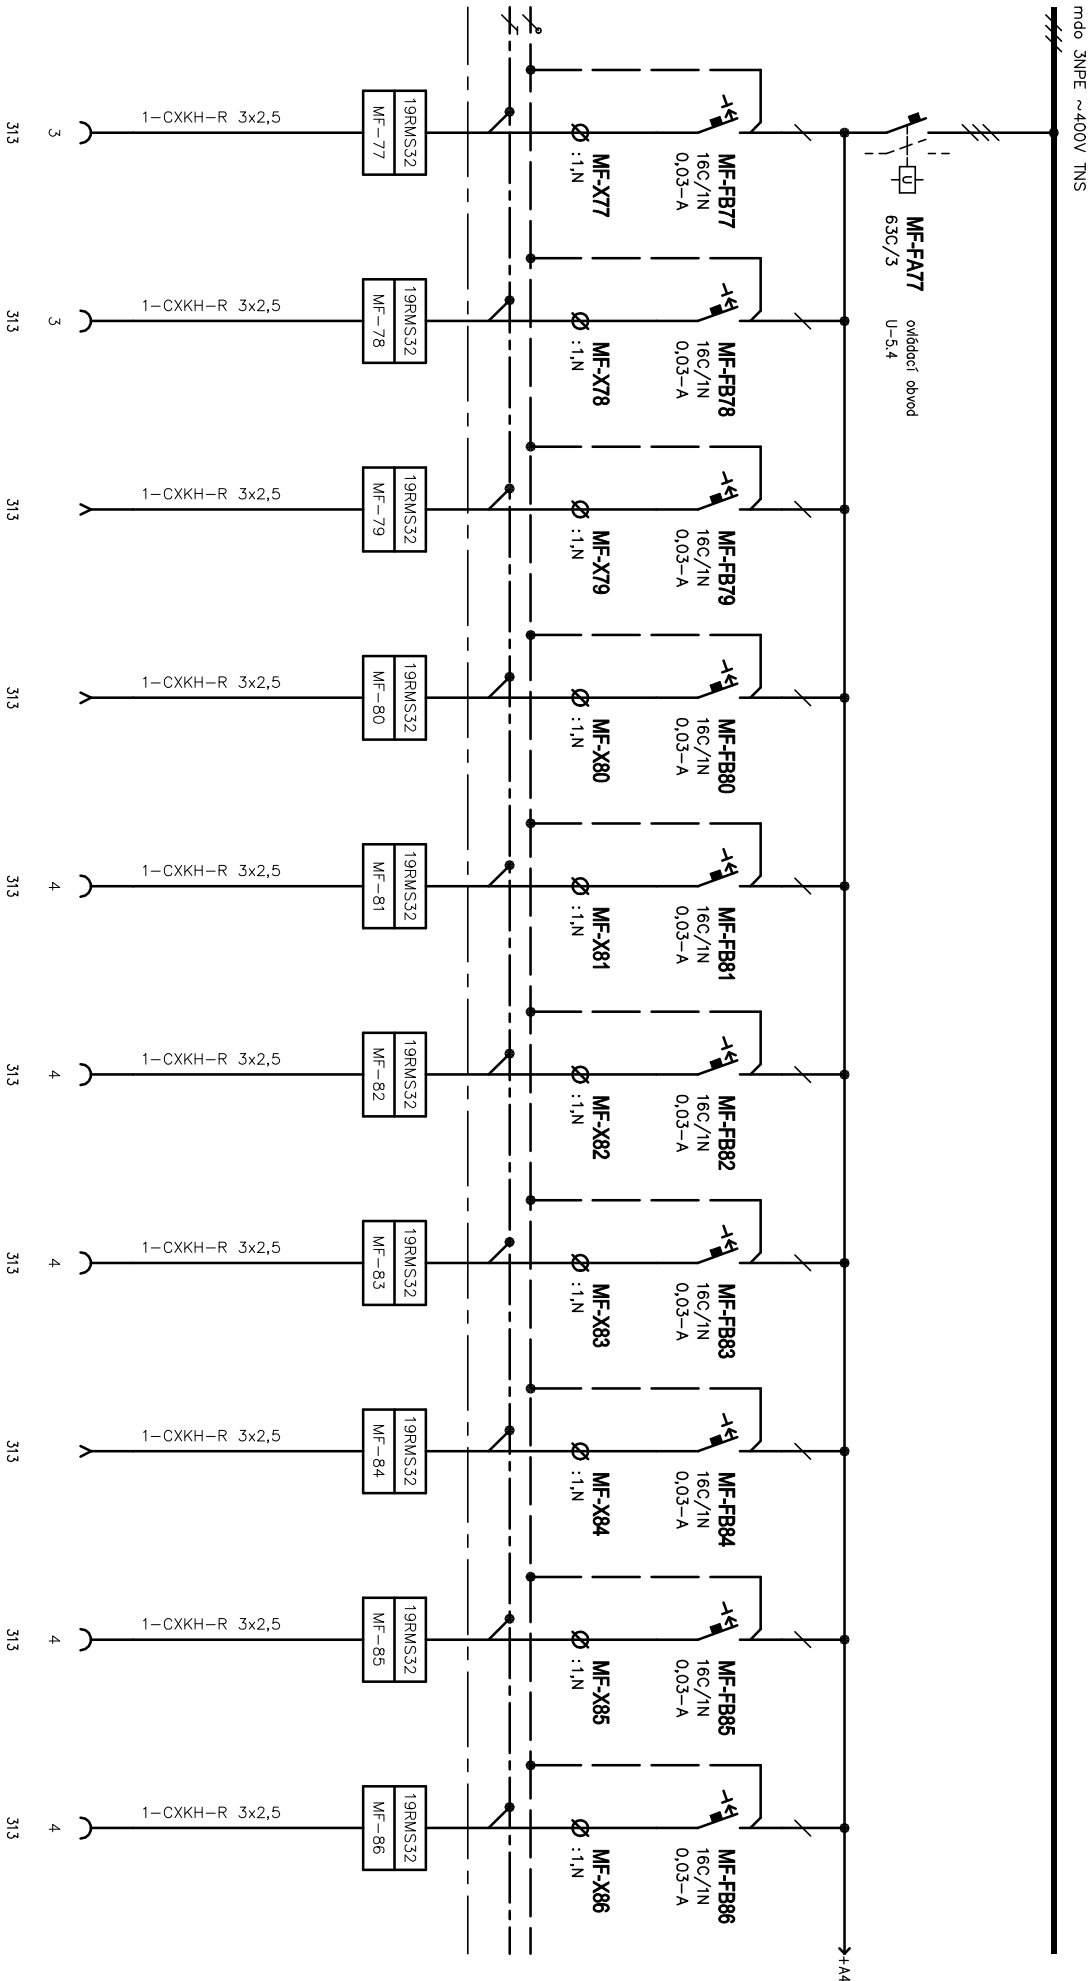 mdo 3NPE ~400V TNS
MF-FA77
63C/3
ovládací obvod
U-5.4
U
+A4
MF-FB77
16C/1N
0,03-A
MF-X77
:1,N
19RMS32
MF-77
1-CXKH-R 3x2,5
3
313
MF-FB78
16C/1N
0,03-A
MF-X78
:1,N
19RMS32
MF-78
1-CXKH-R 3x2,5
3
313
MF-FB79
16C/1N
0,03-A
MF-X79
:1,N
19RMS32
MF-79
1-CXKH-R 3x2,5
313
MF-FB80
16C/1N
0,03-A
MF-X80
:1,N
19RMS32
MF-80
1-CXKH-R 3x2,5
313
MF-FB81
16C/1N
0,03-A
MF-X81
:1,N
19RMS32
MF-81
1-CXKH-R 3x2,5
4
313
MF-FB82
16C/1N
0,03-A
MF-X82
:1,N
19RMS32
MF-82
1-CXKH-R 3x2,5
4
313
MF-FB83
16C/1N
0,03-A
MF-X83
:1,N
19RMS32
MF-83
1-CXKH-R 3x2,5
4
313
MF-FB84
16C/1N
0,03-A
MF-X84
:1,N
19RMS32
MF-84
1-CXKH-R 3x2,5
313
MF-FB85
16C/1N
0,03-A
MF-X85
:1,N
19RMS32
MF-85
1-CXKH-R 3x2,5
4
313
MF-FB86
16C/1N
0,03-A
MF-X86
:1,N
19RMS32
MF-86
1-CXKH-R 3x2,5
4
313